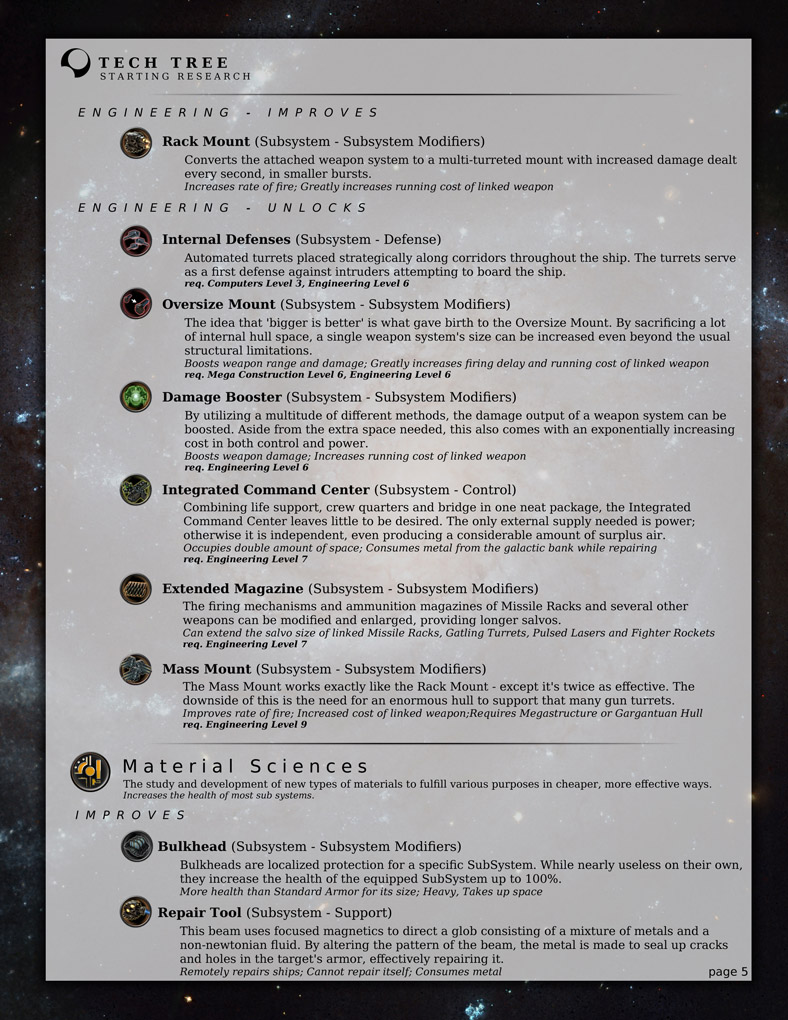 TECH TREE
STARTING RESEARCH
ENGINEERING - IMPROVES
Rack Mount (Subsystem - Subsystem Modifiers)
Converts the attached weapon system to a multi-turreted mount with increased damage dealt
every second, in smaller bursts.
Increases rate of fire; Greatly increases running cost of linked weapon
ENGINEERING - UNLOCKS
Internal Defenses (Subsystem - Defense)
Automated turrets placed strategically along corridors throughout the ship. The turrets serve
as a first defense against intruders attempting to board the ship.
req. Computers Level 3, Engineering Level 6
Oversize Mount (Subsystem - Subsystem Modifiers)
The idea that 'bigger is better' is what gave birth to the Oversize Mount. By sacrificing a lot
of internal hull space, a single weapon system's size can be increased even beyond the usual
structural limitations.
Boosts weapon range and damage; Greatly increases firing delay and running cost of linked weapon
req. Mega Construction Level 6, Engineering Level 6
Damage Booster (Subsystem - Subsystem Modifiers)
By utilizing a multitude of different methods, the damage output of a weapon system can be
boosted. Aside from the extra space needed, this also comes with an exponentially increasing
cost in both control and power.
Boosts weapon damage; Increases running cost of linked weapon
req. Engineering Level 6
Integrated Command Center (Subsystem - Control)
Combining life support, crew quarters and bridge in one neat package, the Integrated
Command Center leaves little to be desired. The only external supply needed is power;
otherwise it is independent, even producing a considerable amount of surplus air.
Occupies double amount of space; Consumes metal from the galactic bank while repairing
req. Engineering Level 7
Extended Magazine (Subsystem - Subsystem Modifiers)
The firing mechanisms and ammunition magazines of Missile Racks and several other
weapons can be modified and enlarged, providing longer salvos.
Can extend the salvo size of linked Missile Racks, Gatling Turrets, Pulsed Lasers and Fighter Rockets
req. Engineering Level 7
Mass Mount (Subsystem - Subsystem Modifiers)
The Mass Mount works exactly like the Rack Mount - except it's twice as effective. The
downside of this is the need for an enormous hull to support that many gun turrets.
Improves rate of fire; Increased cost of linked weapon;Requires Megastructure or Gargantuan Hull
req. Engineering Level 9
Material Sciences
The study and development of new types of materials to fulfill various purposes in cheaper, more effective ways.
Increases the health of most sub systems.
IMPROVES
Bulkhead (Subsystem - Subsystem Modifiers)
Bulkheads are localized protection for a specific SubSystem. While nearly useless on their own,
they increase the health of the equipped SubSystem up to 100%.
More health than Standard Armor for its size; Heavy, Takes up space
Repair Tool (Subsystem - Support)
This beam uses focused magnetics to direct a glob consisting of a mixture of metals and a
non-newtonian fluid. By altering the pattern of the beam, the metal is made to seal up cracks
and holes in the target's armor, effectively repairing it.
Remotely repairs ships; Cannot repair itself; Consumes metal
page 5